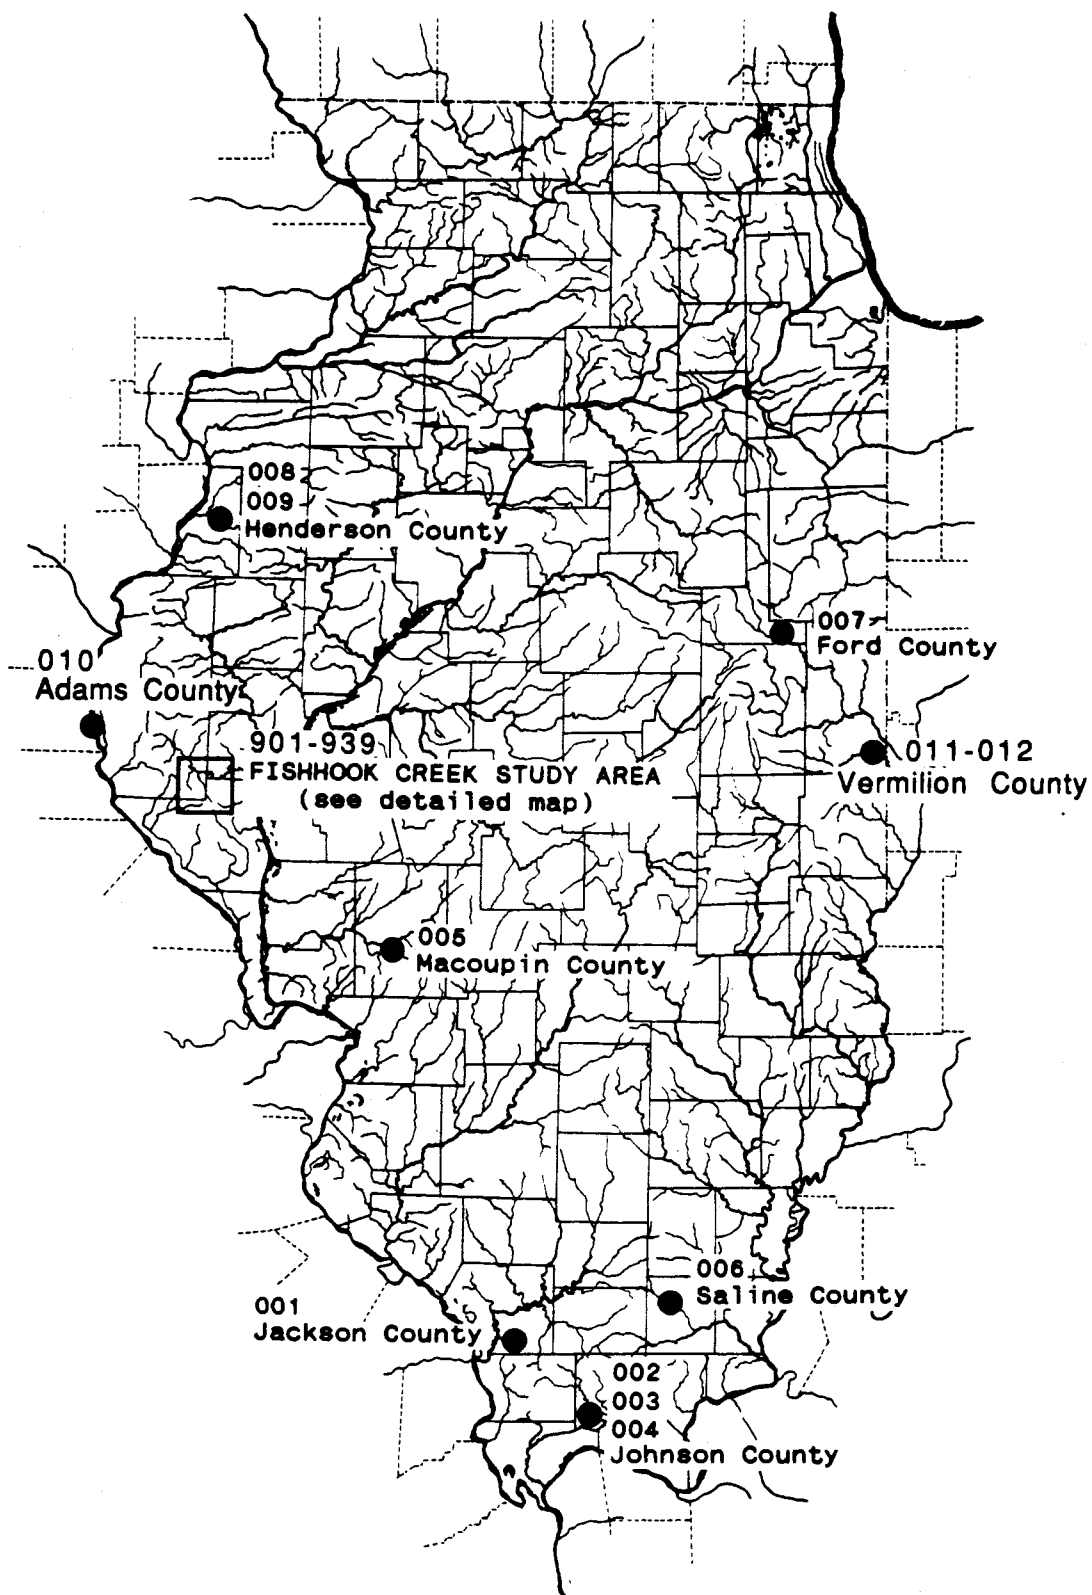 008
009
Henderson County
007
Ford County
010
Adams County
901-939
FISHHOOK CREEK STUDY AREA
(see detailed map)
011-012
Vermilion County
005
Macoupin County
006
Saline County
001
Jackson County
002
003
004
Johnson County